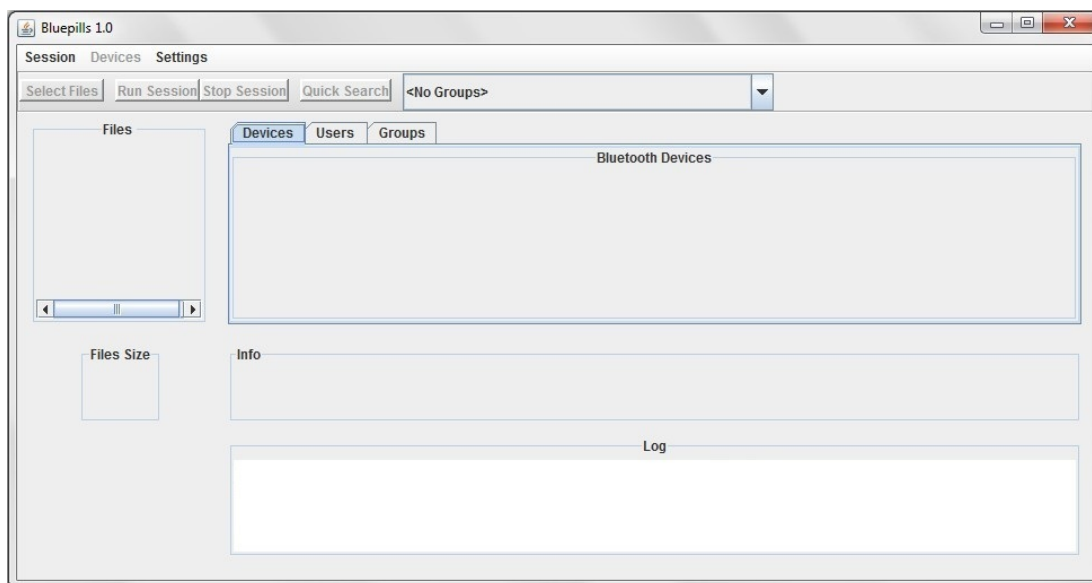 Bluepills 1.0
Session Devices Settings
Select Files Run Session Stop Session Quick Search <No Groups>
Files
Devices Users Groups
Bluetooth Devices
Files Size
Info
Log